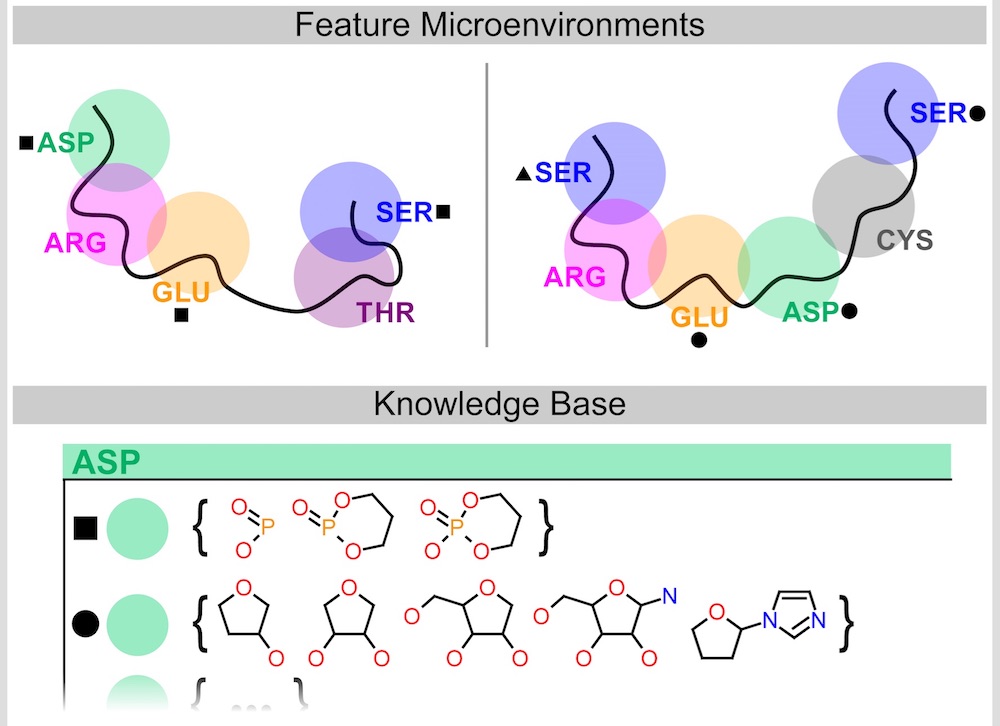 Feature Microenvironments
ASP
ARG
GLU
SER
THR
SER
ARG
GLU
ASP
CYS
SER
Knowledge Base
ASP
{ O P O O P O O O P O O O }
{ O O O O O O O O O O O O N O O O N N }
{ ... }